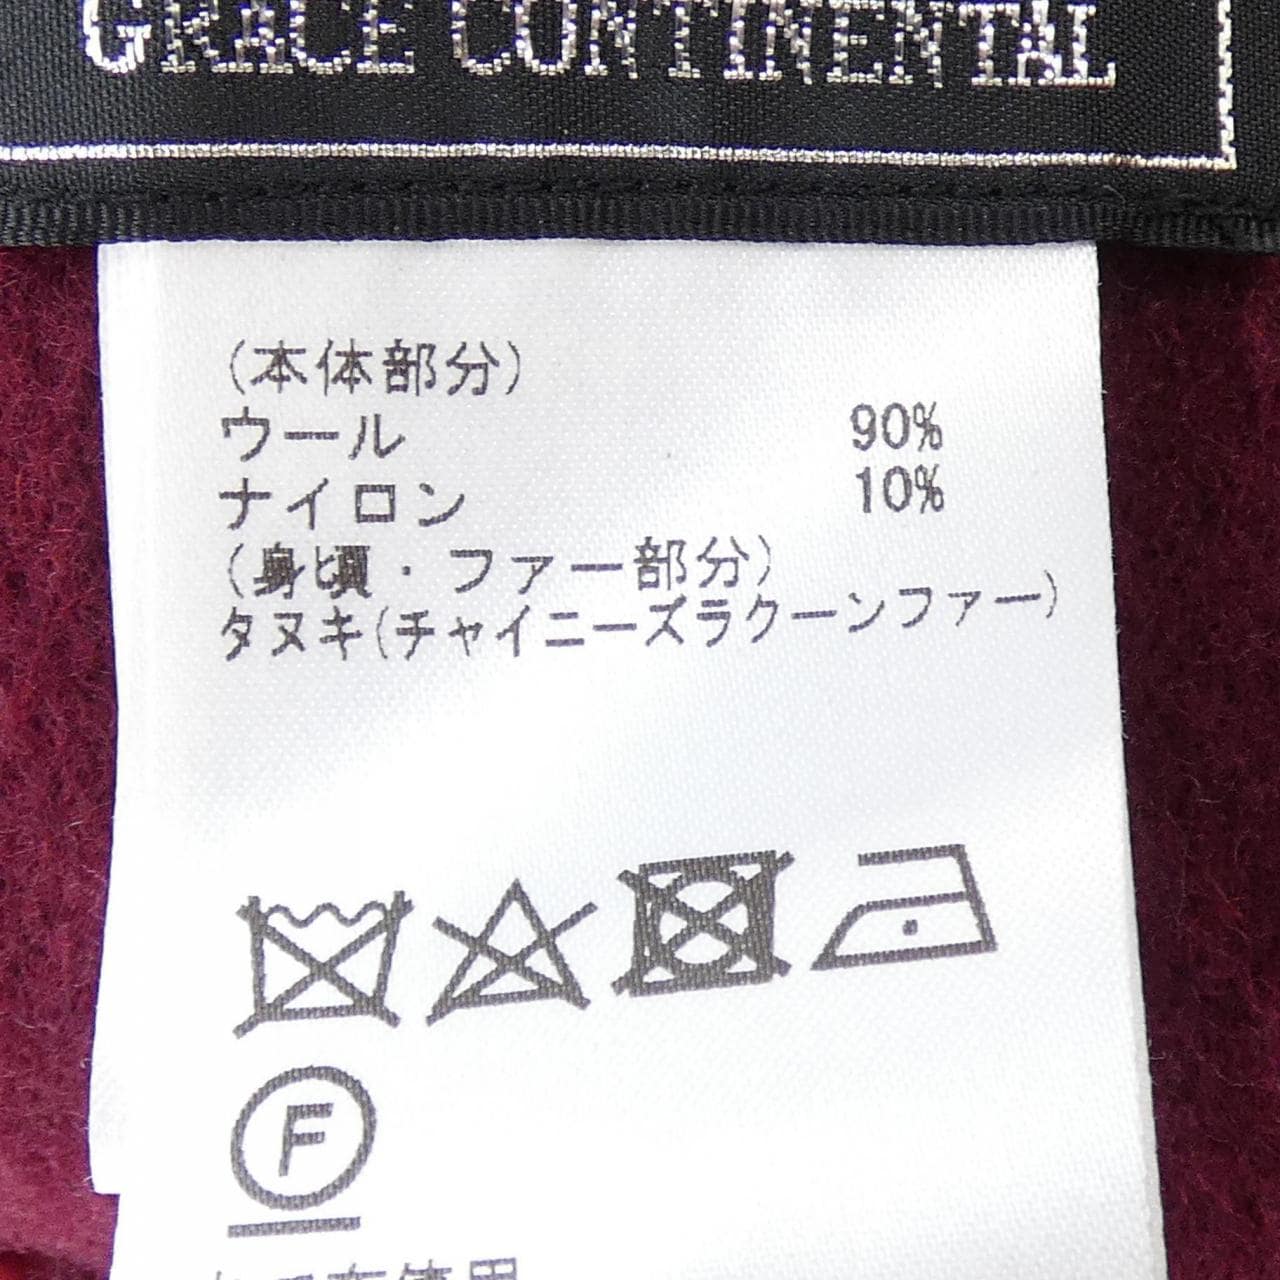 GRACE CONTINENTAL
(本体部分)
ウール 90%
ナイロン 10%
(身頃・ファー部分)
タヌキ(チャイニーズラクーンファー)
F